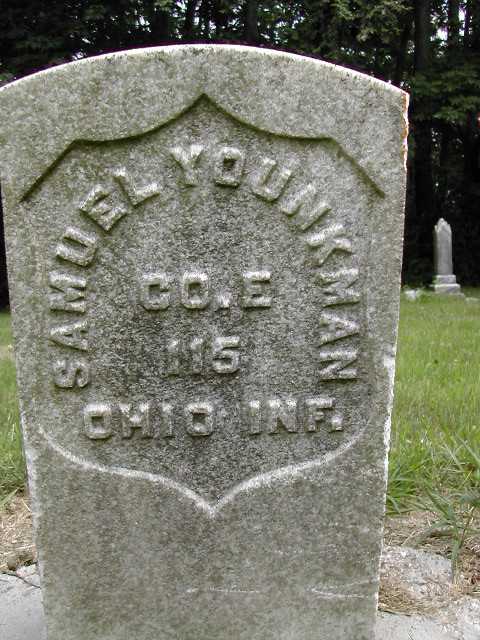 SAMUEL YOUNKMAN
CO. E
115
OHIO INF.